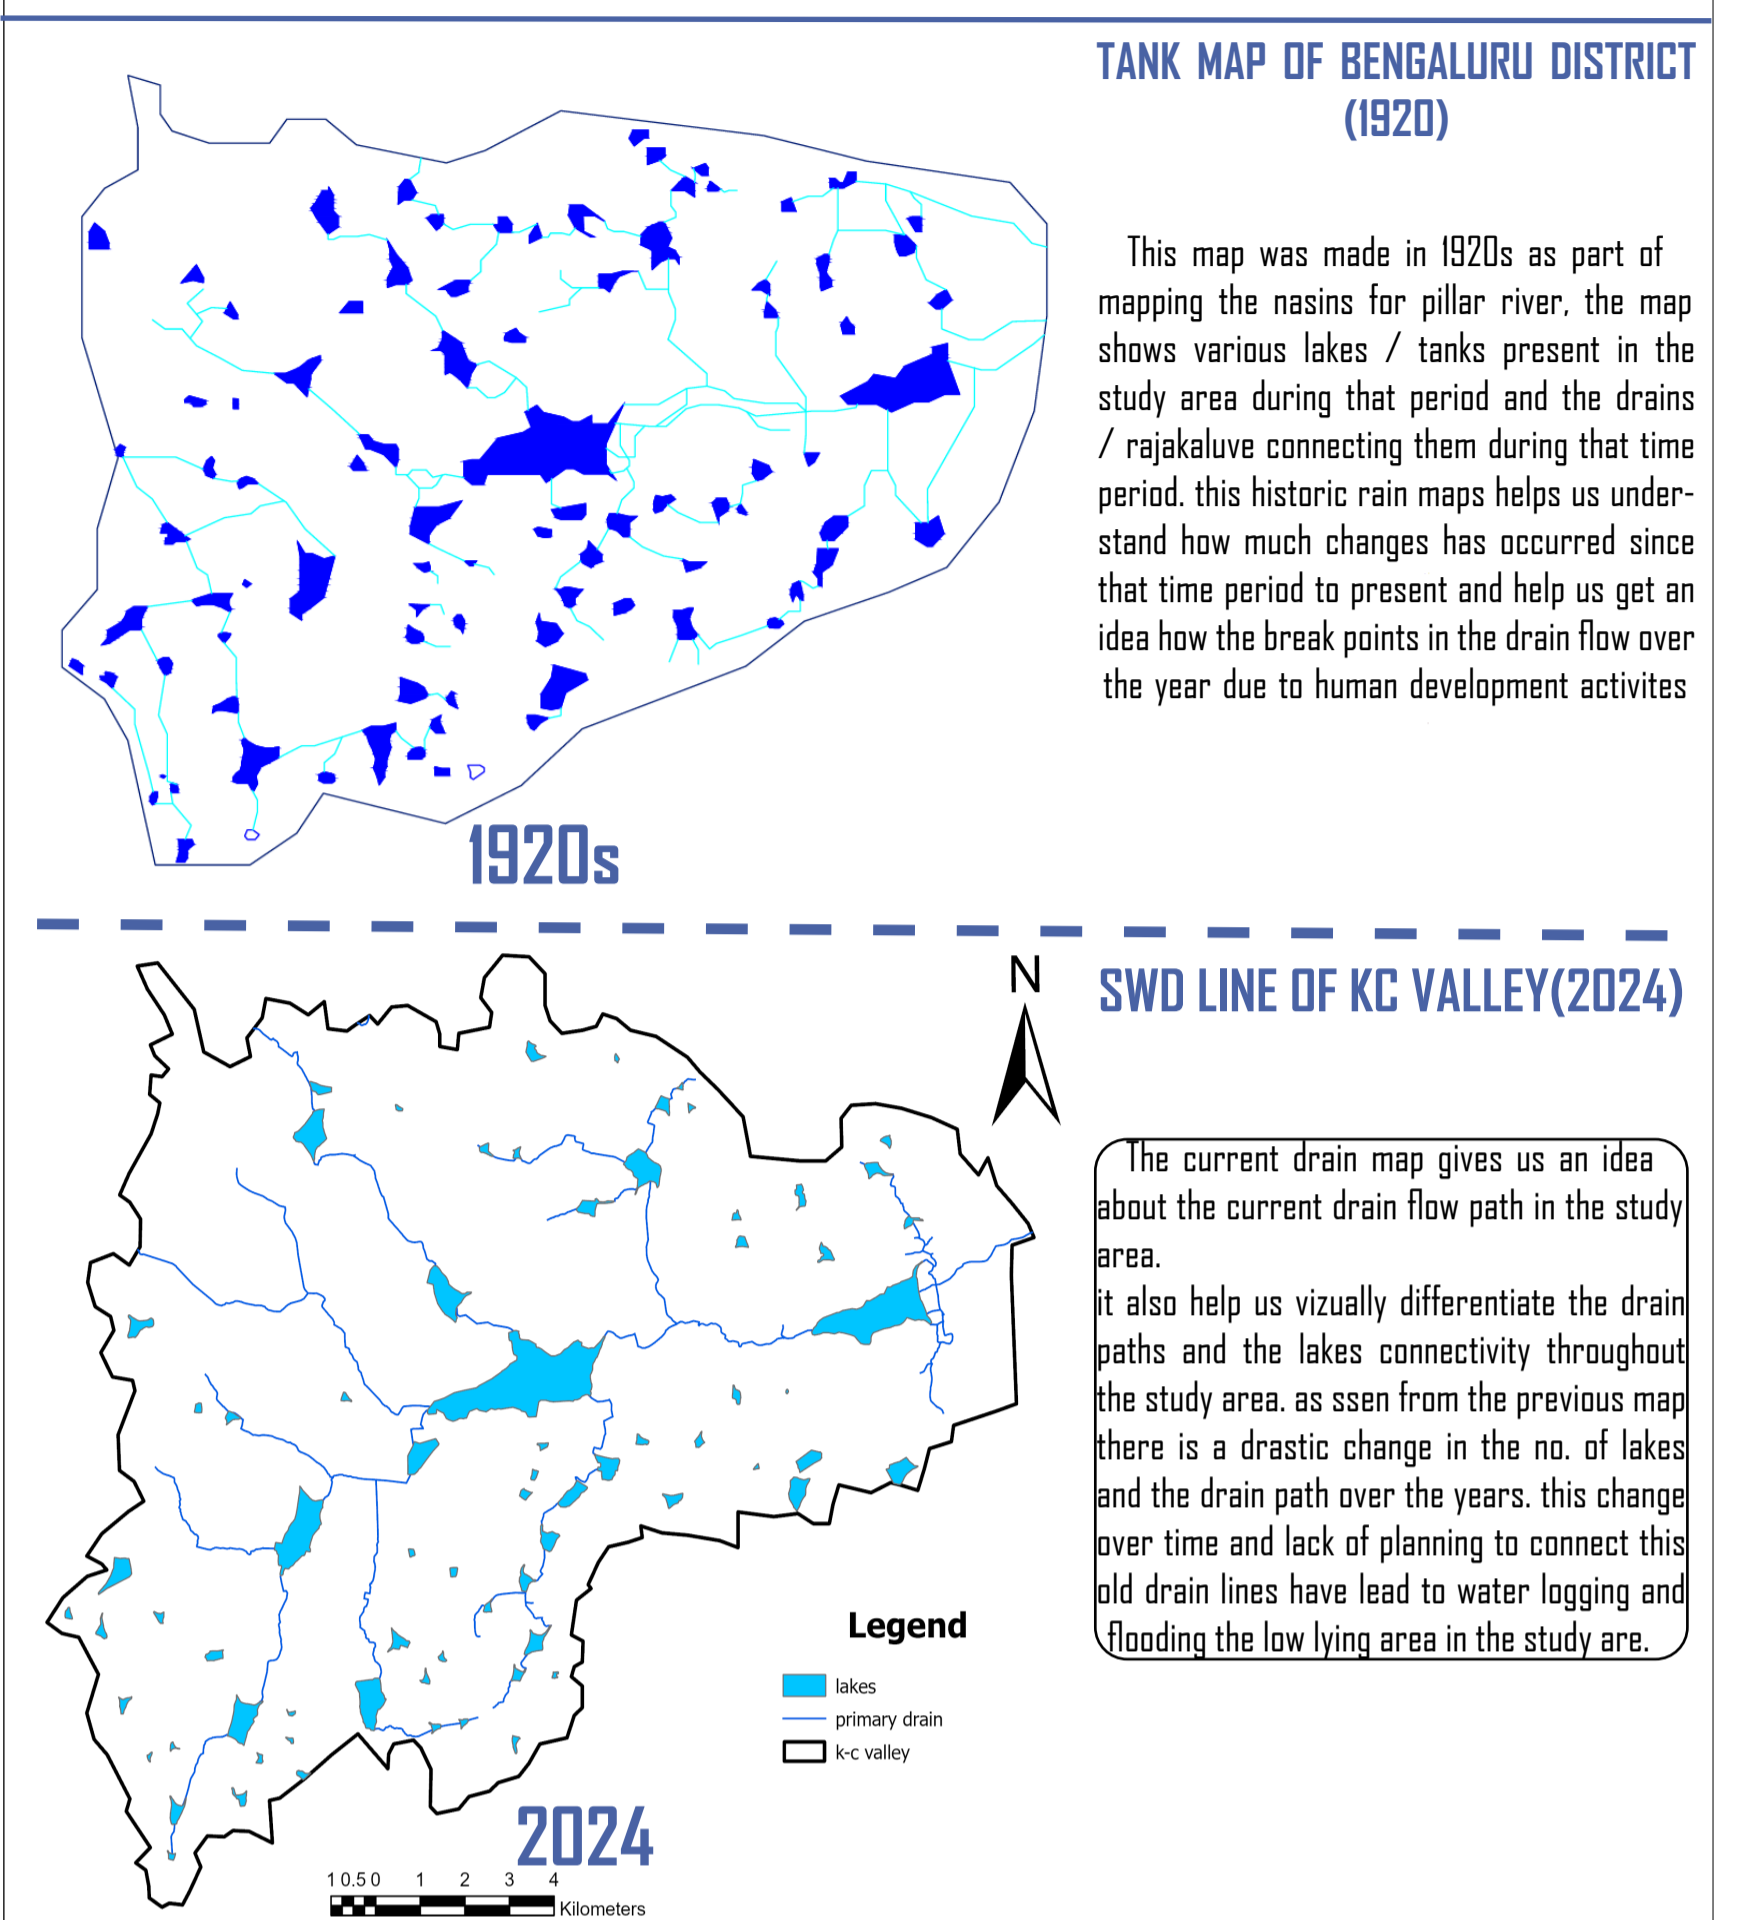 TANK MAP OF BENGALURU DISTRICT
(1920)
This map was made in 1920s as part of
mapping the nasins for pillar river, the map
shows various lakes / tanks present in the
study area during that period and the drains
/ rajakaluve connecting them during that time
period. this historic rain maps helps us under-
stand how much changes has occurred since
that time period to present and help us get an
idea how the break points in the drain flow over
the year due to human development activites
1920s
N
SWD LINE OF KC VALLEY(2024)
The current drain map gives us an idea
about the current drain flow path in the study
area.
it also help us vizually differentiate the drain
paths and the lakes connectivity throughout
the study area. as ssen from the previous map
there is a drastic change in the no. of lakes
and the drain path over the years. this change
over time and lack of planning to connect this
old drain lines have lead to water logging and
flooding the low lying area in the study are.
Legend
lakes
primary drain
k-c valley
2024
1 0.5 0 1 2 3 4
Kilometers